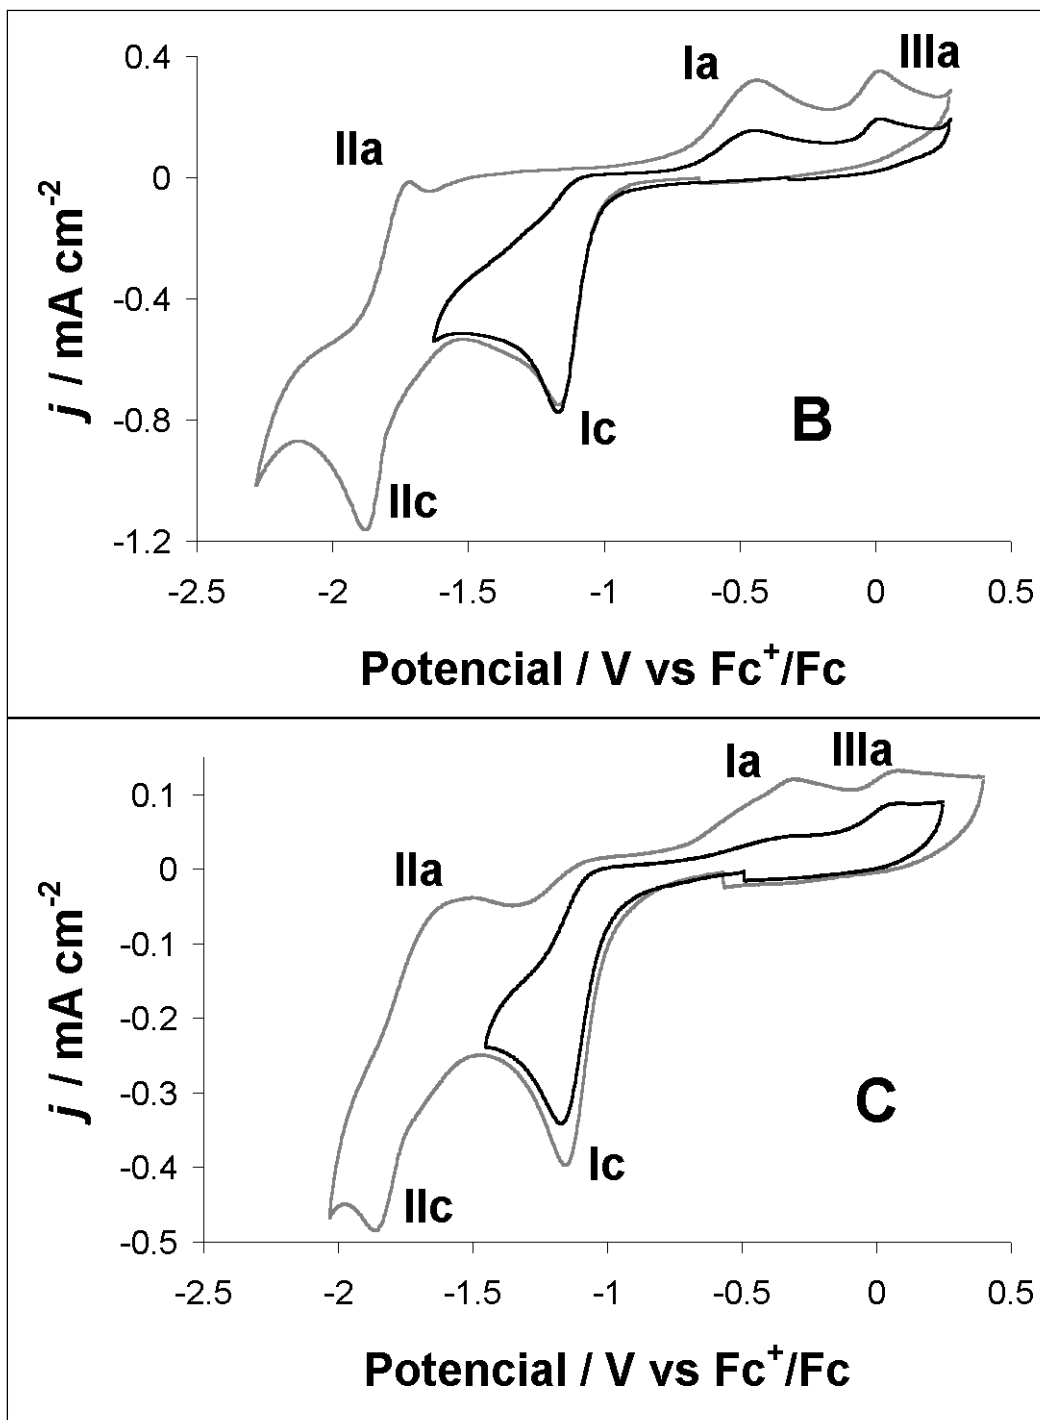 Ia
IIIa
IIa
0.4
0
-0.4
-0.8
-1.2
j / mA cm-2
Ic
IIc
B
-2.5 -2 -1.5 -1 -0.5 0 0.5
Potencial / V vs Fc+/Fc
Ia
IIIa
IIa
0.1
0
-0.1
-0.2
-0.3
-0.4
-0.5
j / mA cm-2
C
Ic
IIc
-2.5 -2 -1.5 -1 -0.5 0 0.5
Potencial / V vs Fc+/Fc